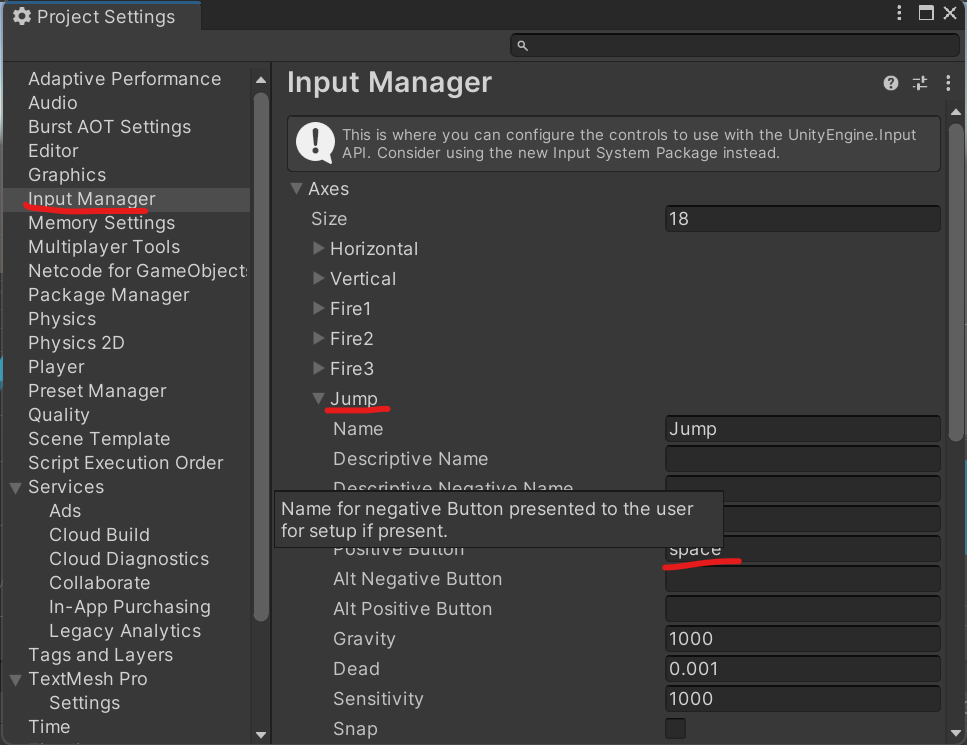 Project Settings
Adaptive Performance
Audio
Burst AOT Settings
Editor
Graphics
Input Manager
Memory Settings
Multiplayer Tools
Netcode for GameObject
Package Manager
Physics
Physics 2D
Player
Preset Manager
Quality
Scene Template
Script Execution Order
Services
Ads
Cloud Build
Cloud Diagnostics
Collaborate
In-App Purchasing
Legacy Analytics
Tags and Layers
TextMesh Pro
Settings
Time
Input Manager
This is where you can configure the controls to use with the UnityEngine.Input
API. Consider using the new Input System Package instead.
Axes
Size 18
Horizontal
Vertical
Fire1
Fire2
Fire3
Jump
Name Jump
Descriptive Name
Descriptive Negative Name
Name for negative Button presented to the user
for setup if present.
Positive Button space
Alt Negative Button
Alt Positive Button
Gravity 1000
Dead 0.001
Sensitivity 1000
Snap